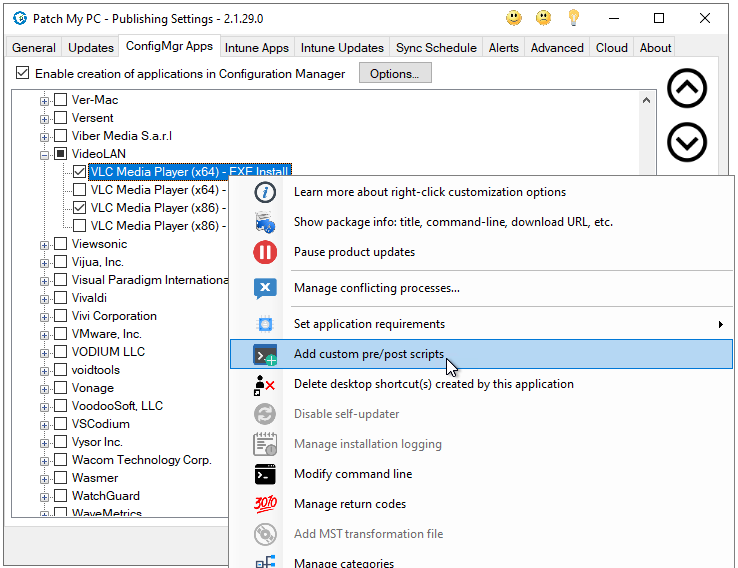 Patch My PC - Publishing Settings - 2.1.29.0
General Updates ConfigMgr Apps Intune Apps Intune Updates Sync Schedule Alerts Advanced Cloud About
Enable creation of applications in Configuration Manager Options...
Ver-Mac
Versent
Viber Media S.a.r.l
VideoLAN
VLC Media Player (x64) - EXE Install
VLC Media Player (x64) -
VLC Media Player (x86) -
VLC Media Player (x86) -
Viewsonic
Vijua, Inc.
Visual Paradigm Internationa
Vivaldi
Vivi Corporation
VMware, Inc.
VODIUM LLC
voidtools
Vonage
VoodooSoft, LLC
VSCodium
Vysor Inc.
Wacom Technology Corp.
Wasmer
WatchGuard
WaveMetrics
Learn more about right-click customization options
Show package info: title, command-line, download URL, etc.
Pause product updates
Manage conflicting processes...
Set application requirements
Add custom pre/post scripts
Delete desktop shortcut(s) created by this application
Disable self-updater
Manage installation logging
Modify command line
3010 Manage return codes
Add MST transformation file
Manage categories